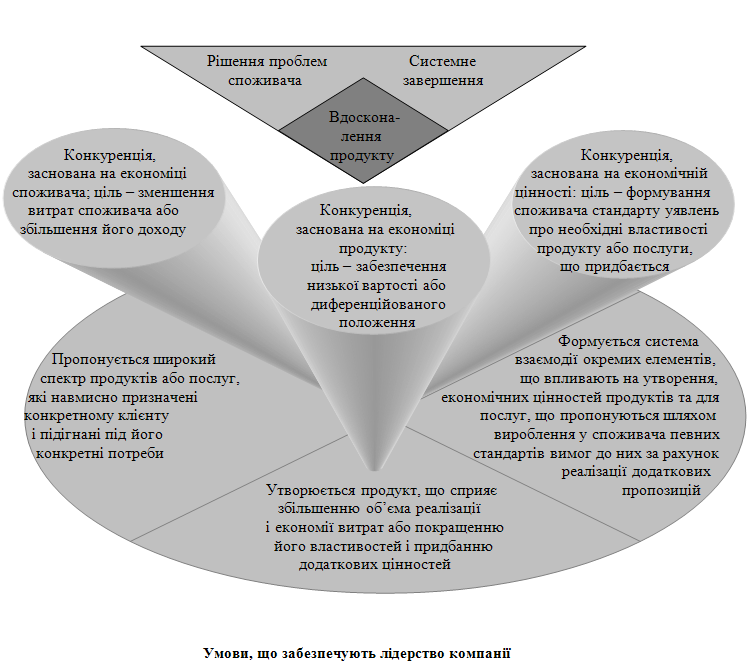 Рішення проблем
споживача
Системне
завершення
Вдоскона-
лення
продукту
Конкуренція,
заснована на економіці
споживача; ціль – зменшення
витрат споживача або
збільшення його доходу
Конкуренція,
заснована на економіці
продукту:
ціль – забезпечення
низької вартості або
диференційованого
положення
Конкуренція,
заснована на економічній
цінності: ціль – формування
споживача стандарту уявлень
про необхідні властивості
продукту або послуги,
що придбається
Пропонується широкий
спектр продуктів або послуг,
які навмисно призначені
конкретному клієнту
і підігнані під його
конкретні потреби
Утворюється продукт, що сприяє
збільшенню об’єма реалізації
і економії витрат або покращенню
його властивостей і придбанню
додаткових цінностей
Формується система
взаємодії окремих елементів,
що впливають на утворення,
економічних цінностей продуктів та для
послуг, що пропонуються шляхом
вироблення у споживача певних
стандартів вимог до них за рахунок
реалізації додаткових
пропозицій
Умови, що забезпечують лідерство компанії